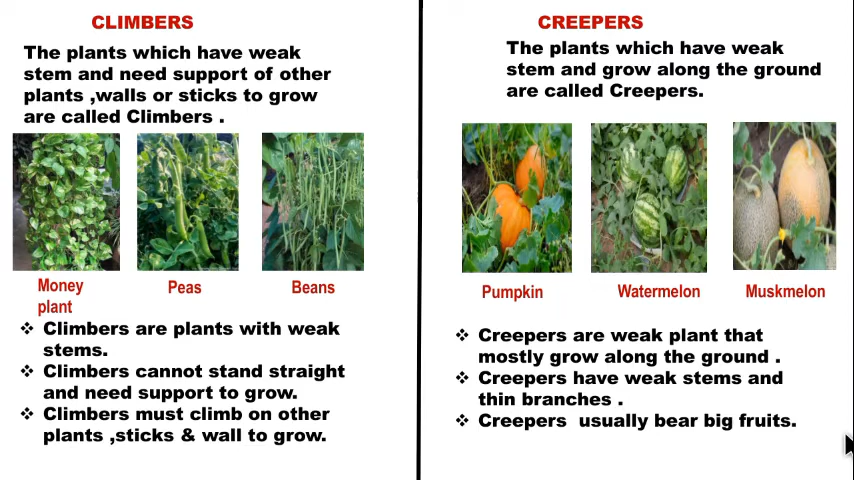 CLIMBERS
The plants which have weak
stem and need support of other
plants ,walls or sticks to grow
are called Climbers .
Money
plant
Peas
Beans
❖ Climbers are plants with weak
stems.
❖ Climbers cannot stand straight
and need support to grow.
❖ Climbers must climb on other
plants ,sticks & wall to grow.
CREEPERS
The plants which have weak
stem and grow along the ground
are called Creepers.
Pumpkin
Watermelon
Muskmelon
❖ Creepers are weak plant that
mostly grow along the ground .
❖ Creepers have weak stems and
thin branches .
❖ Creepers usually bear big fruits.